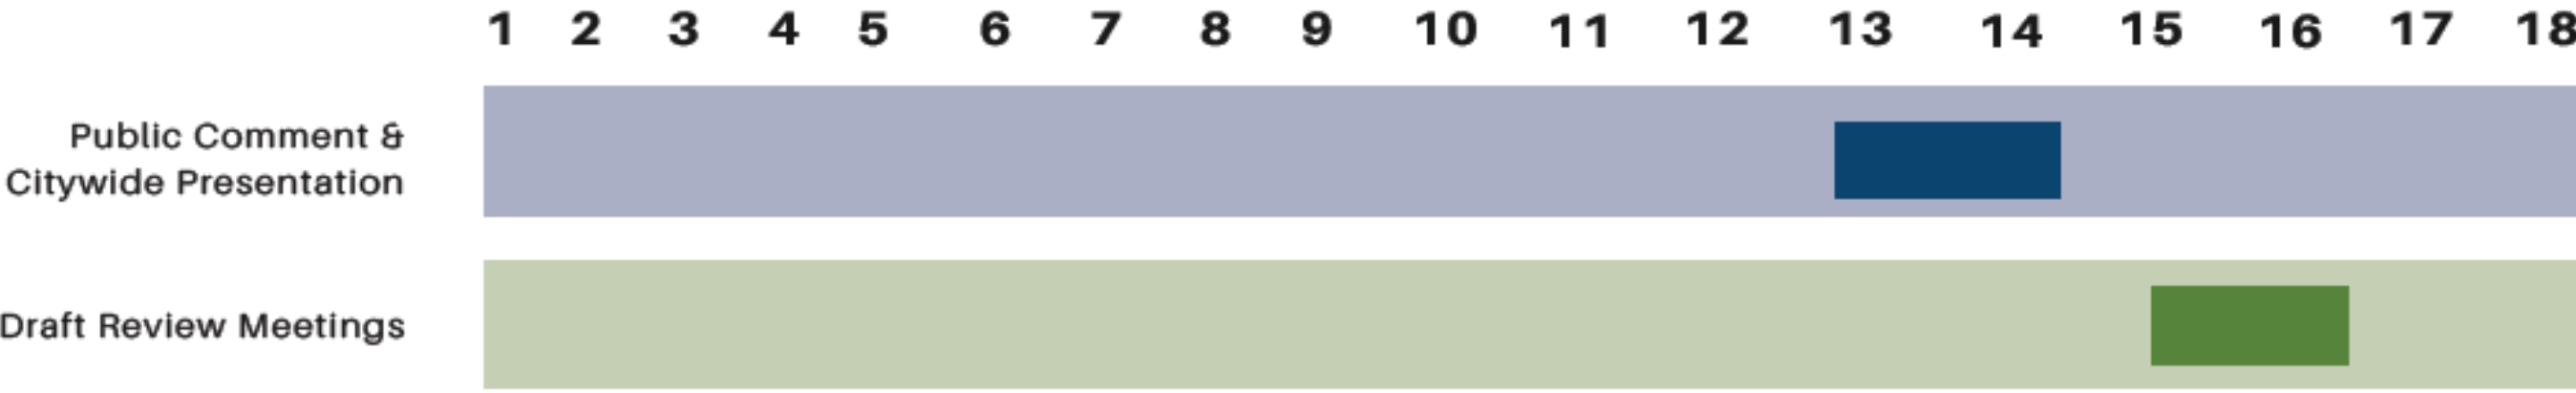 1 2 3 4 5 6 7 8 9 10 11 12 13 14 15 16 17 18
Public Comment &
Citywide Presentation
Draft Review Meetings